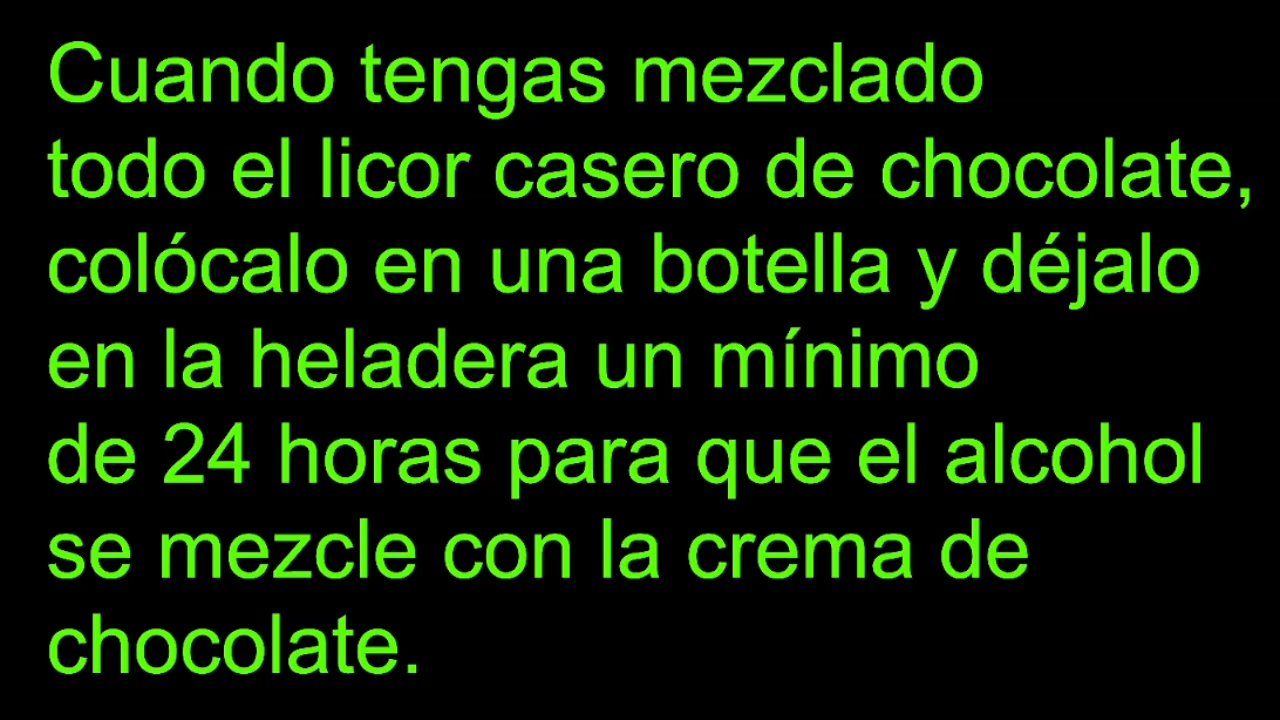 Cuando tengas mezclado
todo el licor casero de chocolate,
colócalo en una botella y déjalo
en la heladera un mínimo
de 24 horas para que el alcohol
se mezcle con la crema de
chocolate.